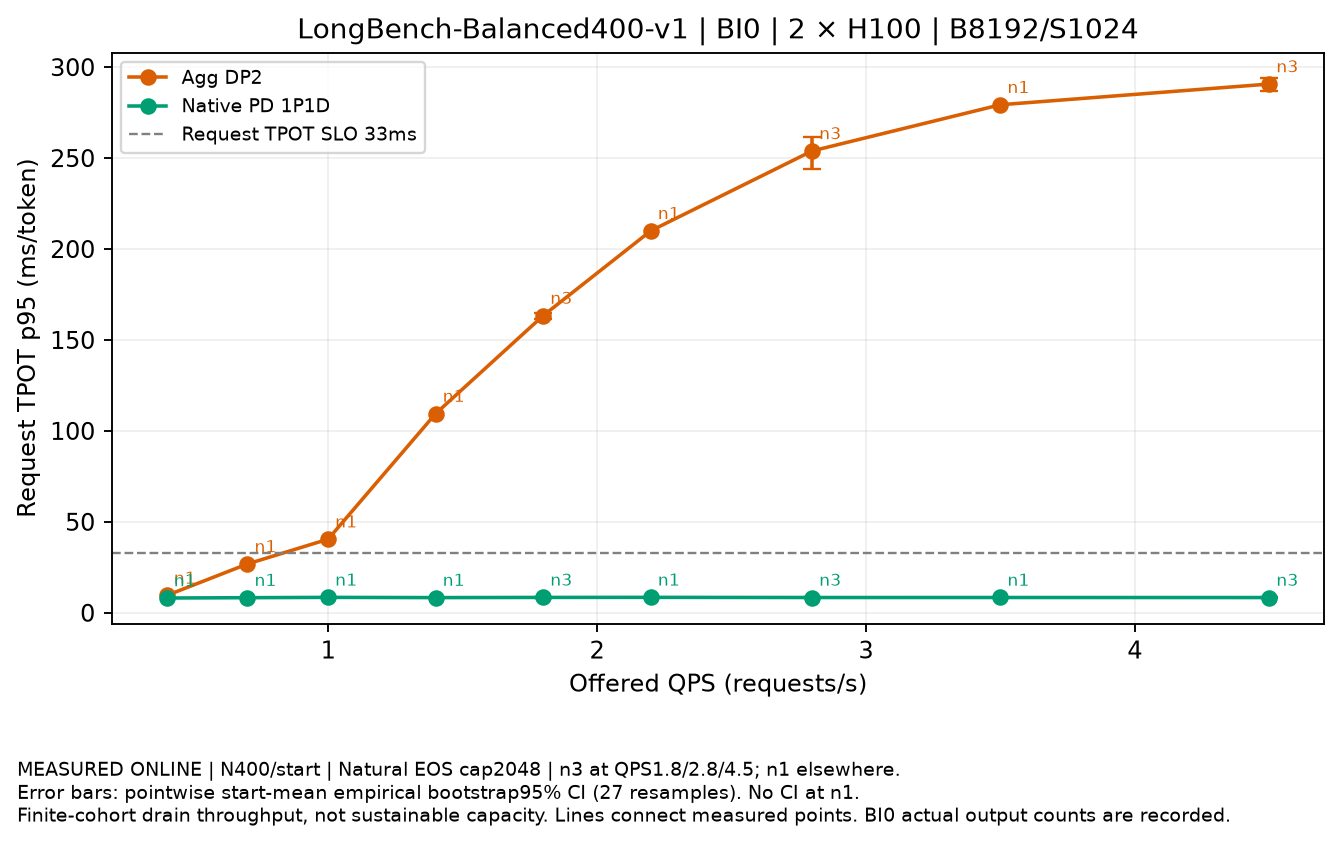 LongBench-Balanced400-v1 | BI0 | 2 × H100 | B8192/S1024
Agg DP2
Native PD 1P1D
Request TPOT SLO 33ms
Request TPOT p95 (ms/token)
300
250
200
150
100
50
0
n1
n1
n1
n1
n3
n1
n3
n1
n3
n1
n1
n1
n1
n3
n1
n3
n1
n3
1
2
3
4
Offered QPS (requests/s)
MEASURED ONLINE | N400/start | Natural EOS cap2048 | n3 at QPS1.8/2.8/4.5; n1 elsewhere.
Error bars: pointwise start-mean empirical bootstrap95% CI (27 resamples). No CI at n1.
Finite-cohort drain throughput, not sustainable capacity. Lines connect measured points. BI0 actual output counts are recorded.